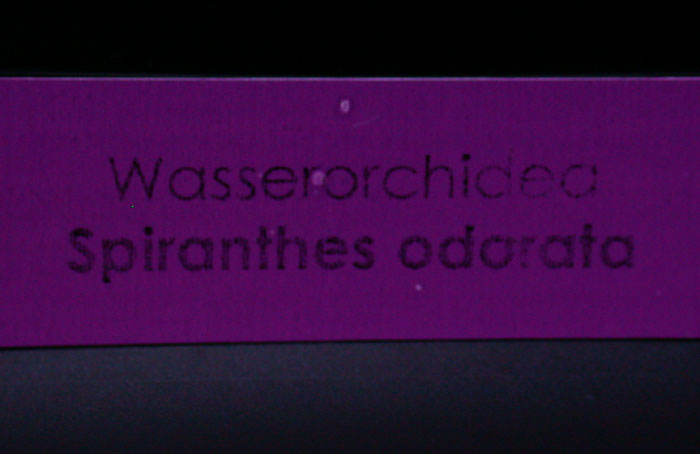 Wasserorchidea
Spiranthes odorata